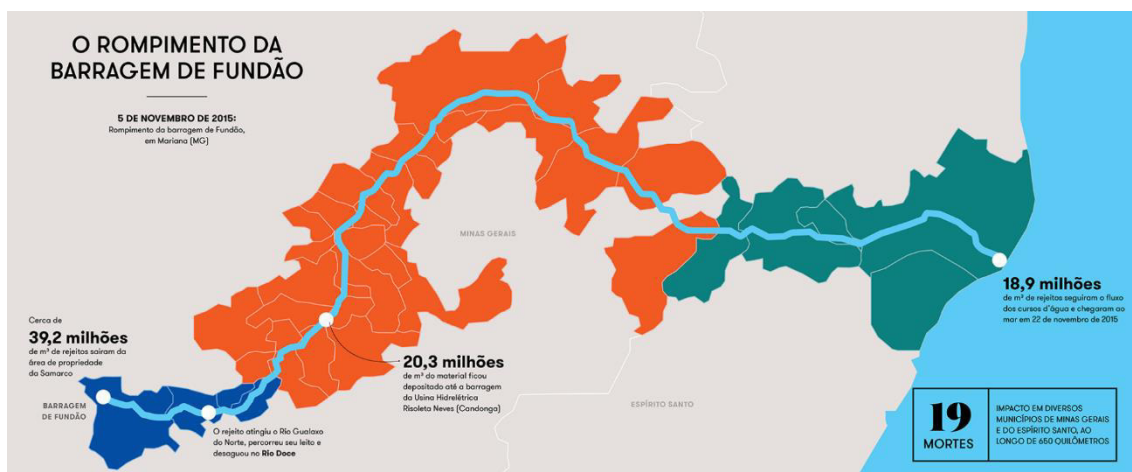 O ROMPIMENTO DA
BARRAGEM DE FUNDÃO
5 DE NOVEMBRO DE 2015:
Rompimento da barragem de Fundão,
em Mariana (MG)
MINAS GERAIS
18,9 milhões
de m³ de rejeitos seguiram o fluxo
dos cursos d'água e chegaram ao
mar em 22 de novembro de 2015
Cerca de
39,2 milhões
de m³ de rejeitos saíram da
área de propriedade
da Samarco
20,3 milhões
de m³ do material ficou
depositado até a barragem
da Usina Hidrelétrica
Risoleta Neves (Candonga)
BARRAGEM
DE FUNDÃO
O rejeito atingiu o Rio Gualaxo
do Norte, percorreu seu leito e
desaguou no Rio Doce
ESPÍRITO SANTO
19
MORTES
IMPACTO EM DIVERSOS
MUNICÍPIOS DE MINAS GERAIS
E DO ESPÍRITO SANTO, AO
LONGO DE 650 QUILÔMETROS